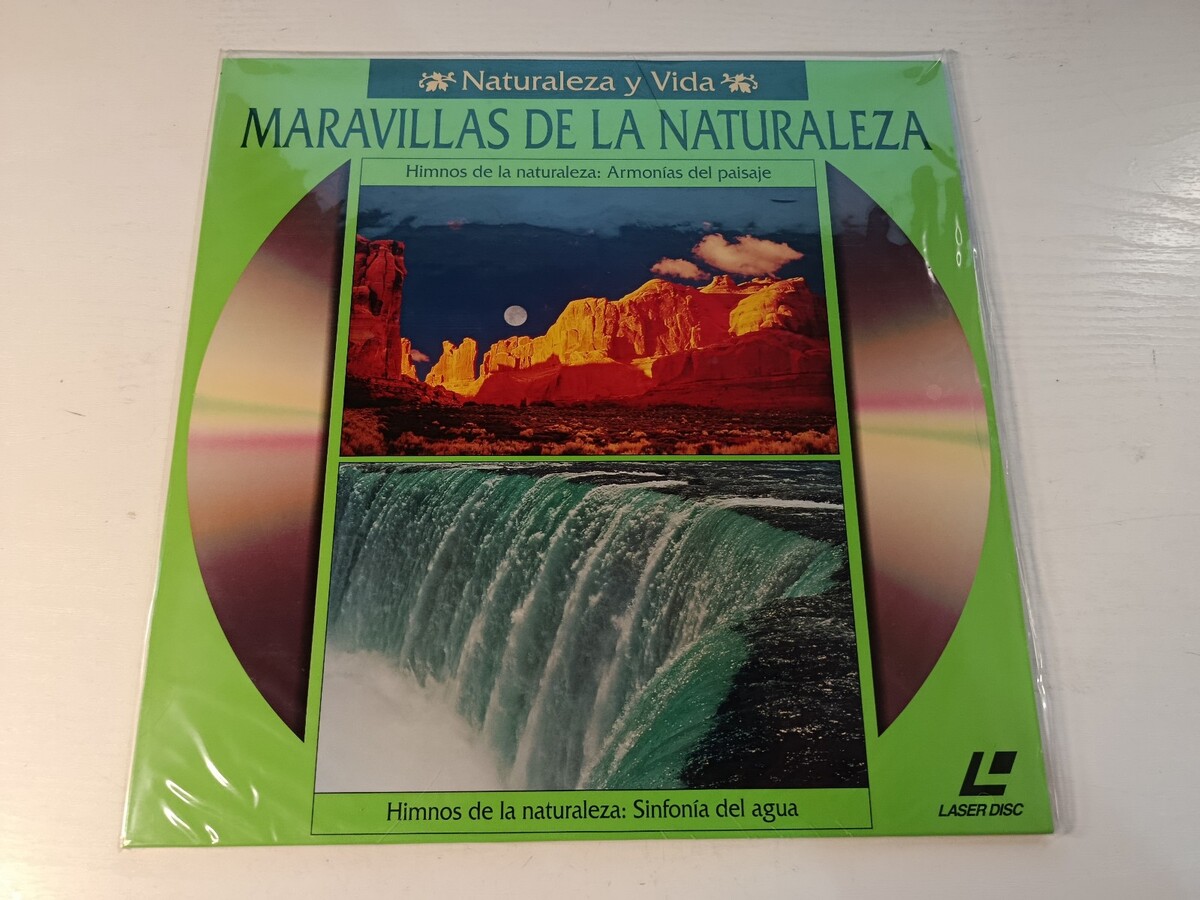 Naturaleza y Vida
MARAVILLAS DE LA NATURALEZA
Himnos de la naturaleza: Armonías del paisaje
Himnos de la naturaleza: Sinfonía del agua
LASER DISC